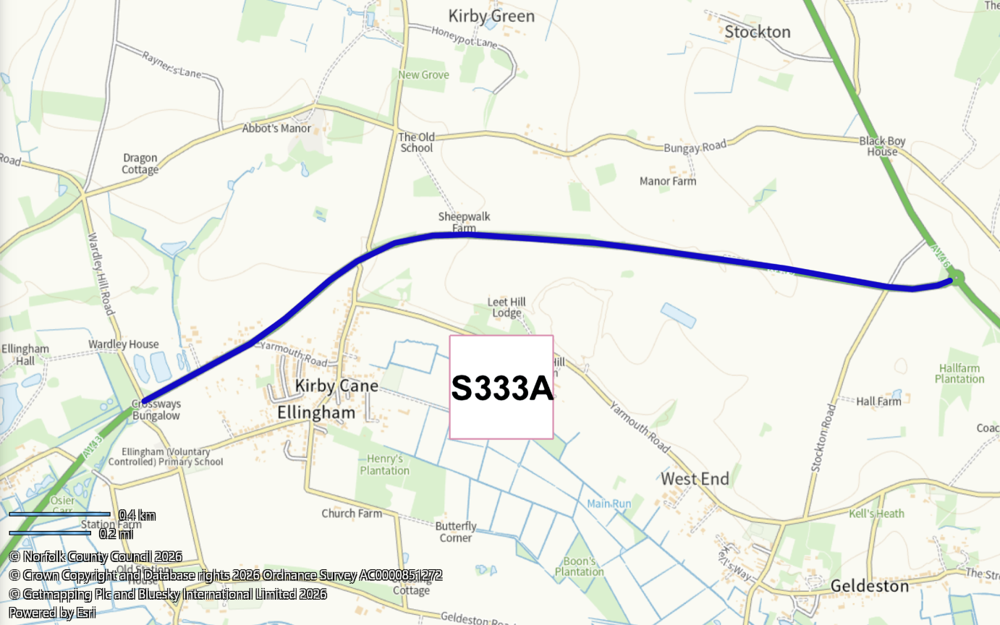 Kirby Green
Stockton
Honeypot Lane
Rayner's Lane
New Grove
Abbot's Manor
The Old
School
Bungay Road
Black Boy
House
Dragon
Cottage
Road
Manor Farm
Sheepwalk
Farm
A146
Wardley Hill Road
Leet Hill
Lodge
Wardley House
Ellingham
Hall
Yarmouth Road
Hill
S333A
Kirby Cane
Ellingham
Hallfarm
Plantation
Hall Farm
Crossways
Bungalow
A143
Yarmouth Road
Stockton Road
Ellingham (Voluntary
Controlled) Primary School
Henry's
Plantation
West End
Main Run
Osier
Carr
Station Farm
Church Farm
Butterfly
Corner
Kell's Heath
Kell's Way
Boon's
Plantation
Old Station
House
Crossing
Cottage
Geldeston
Geldeston Road
0.4 km
0.2 mi
© Norfolk County Council 2026
© Crown Copyright and Database rights 2026 Ordnance Survey AC0000851272
© Getmapping Plc and Bluesky International Limited 2026
Powered by Esri